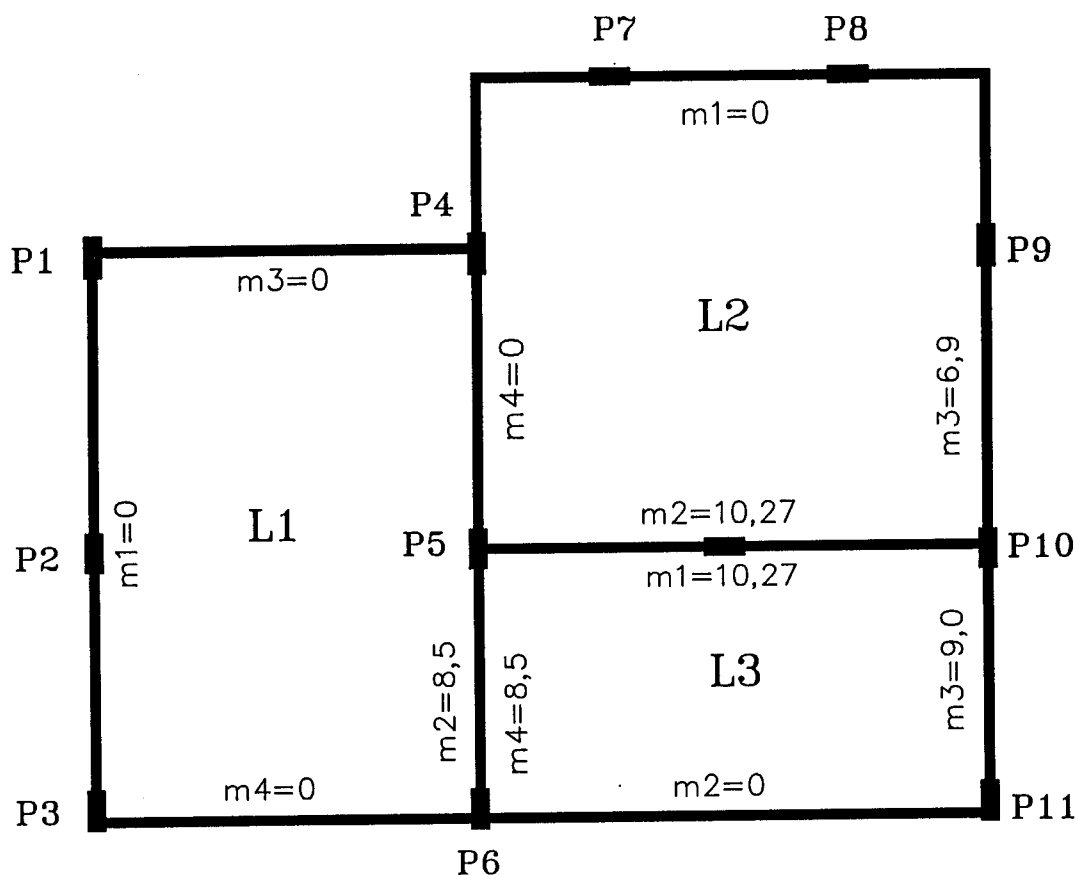 P7
P8
m1=0
P4
P1
m3=0
P9
L2
m4=0
m3=6,9
L1
m1=0
P2
P5
m2=10,27
m1=10,27
P10
L3
m2=8,5
m4=8,5
m3=9,0
m4=0
m2=0
P3
P11
P6